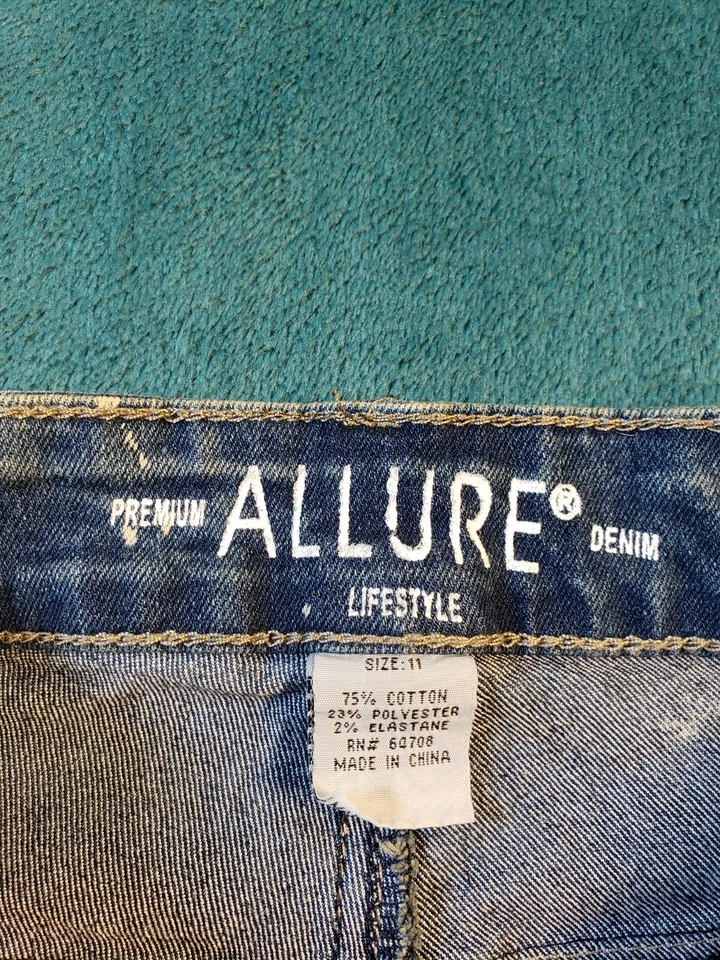 PREMIUM ALLURE® DENIM
LIFESTYLE
SIZE: 11
75% COTTON
23% POLYESTER
2% ELASTANE
RN# 60708
MADE IN CHINA